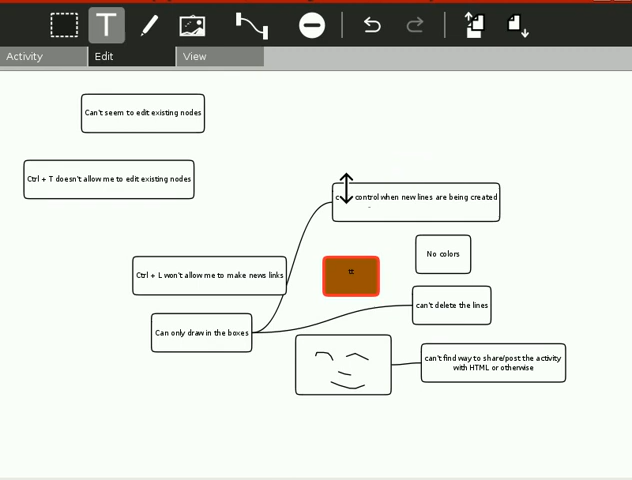 T
Activity
Edit
View
Can't seem to edit existing nodes
Ctrl + T doesn't allow me to edit existing nodes
control when new lines are being created
No colors
Ctrl + L won't allow me to make news links
tt
can't delete the lines
Can only draw in the boxes
can't find way to share/post the activity
with HTML or otherwise